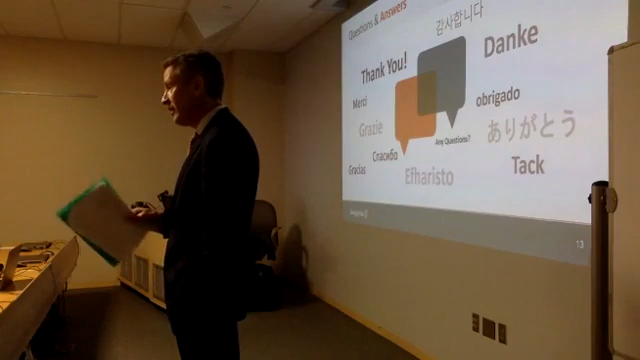 Questions & Answers
감사합니다
Danke
Thank You!
Merci
obrigado
Grazie
ありがとう
Any Questions?
Спасибо
Gracias
Efharisto
Tack
13